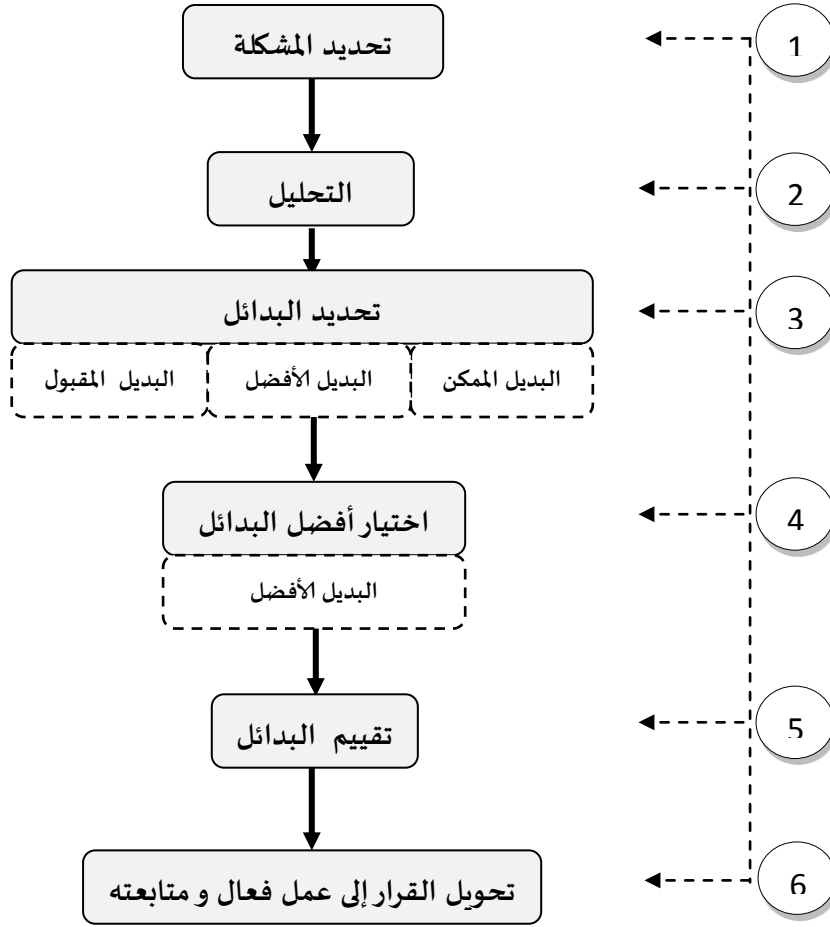 تحديد المشكلة
1
التحليل
2
تحديد البدائل
3
البديل الممكن
البديل الأفضل
البديل المقبول
اختيار أفضل البدائل
4
البديل الأفضل
تقييم البدائل
5
تحويل القرار إلى عمل فعال و متابعته
6